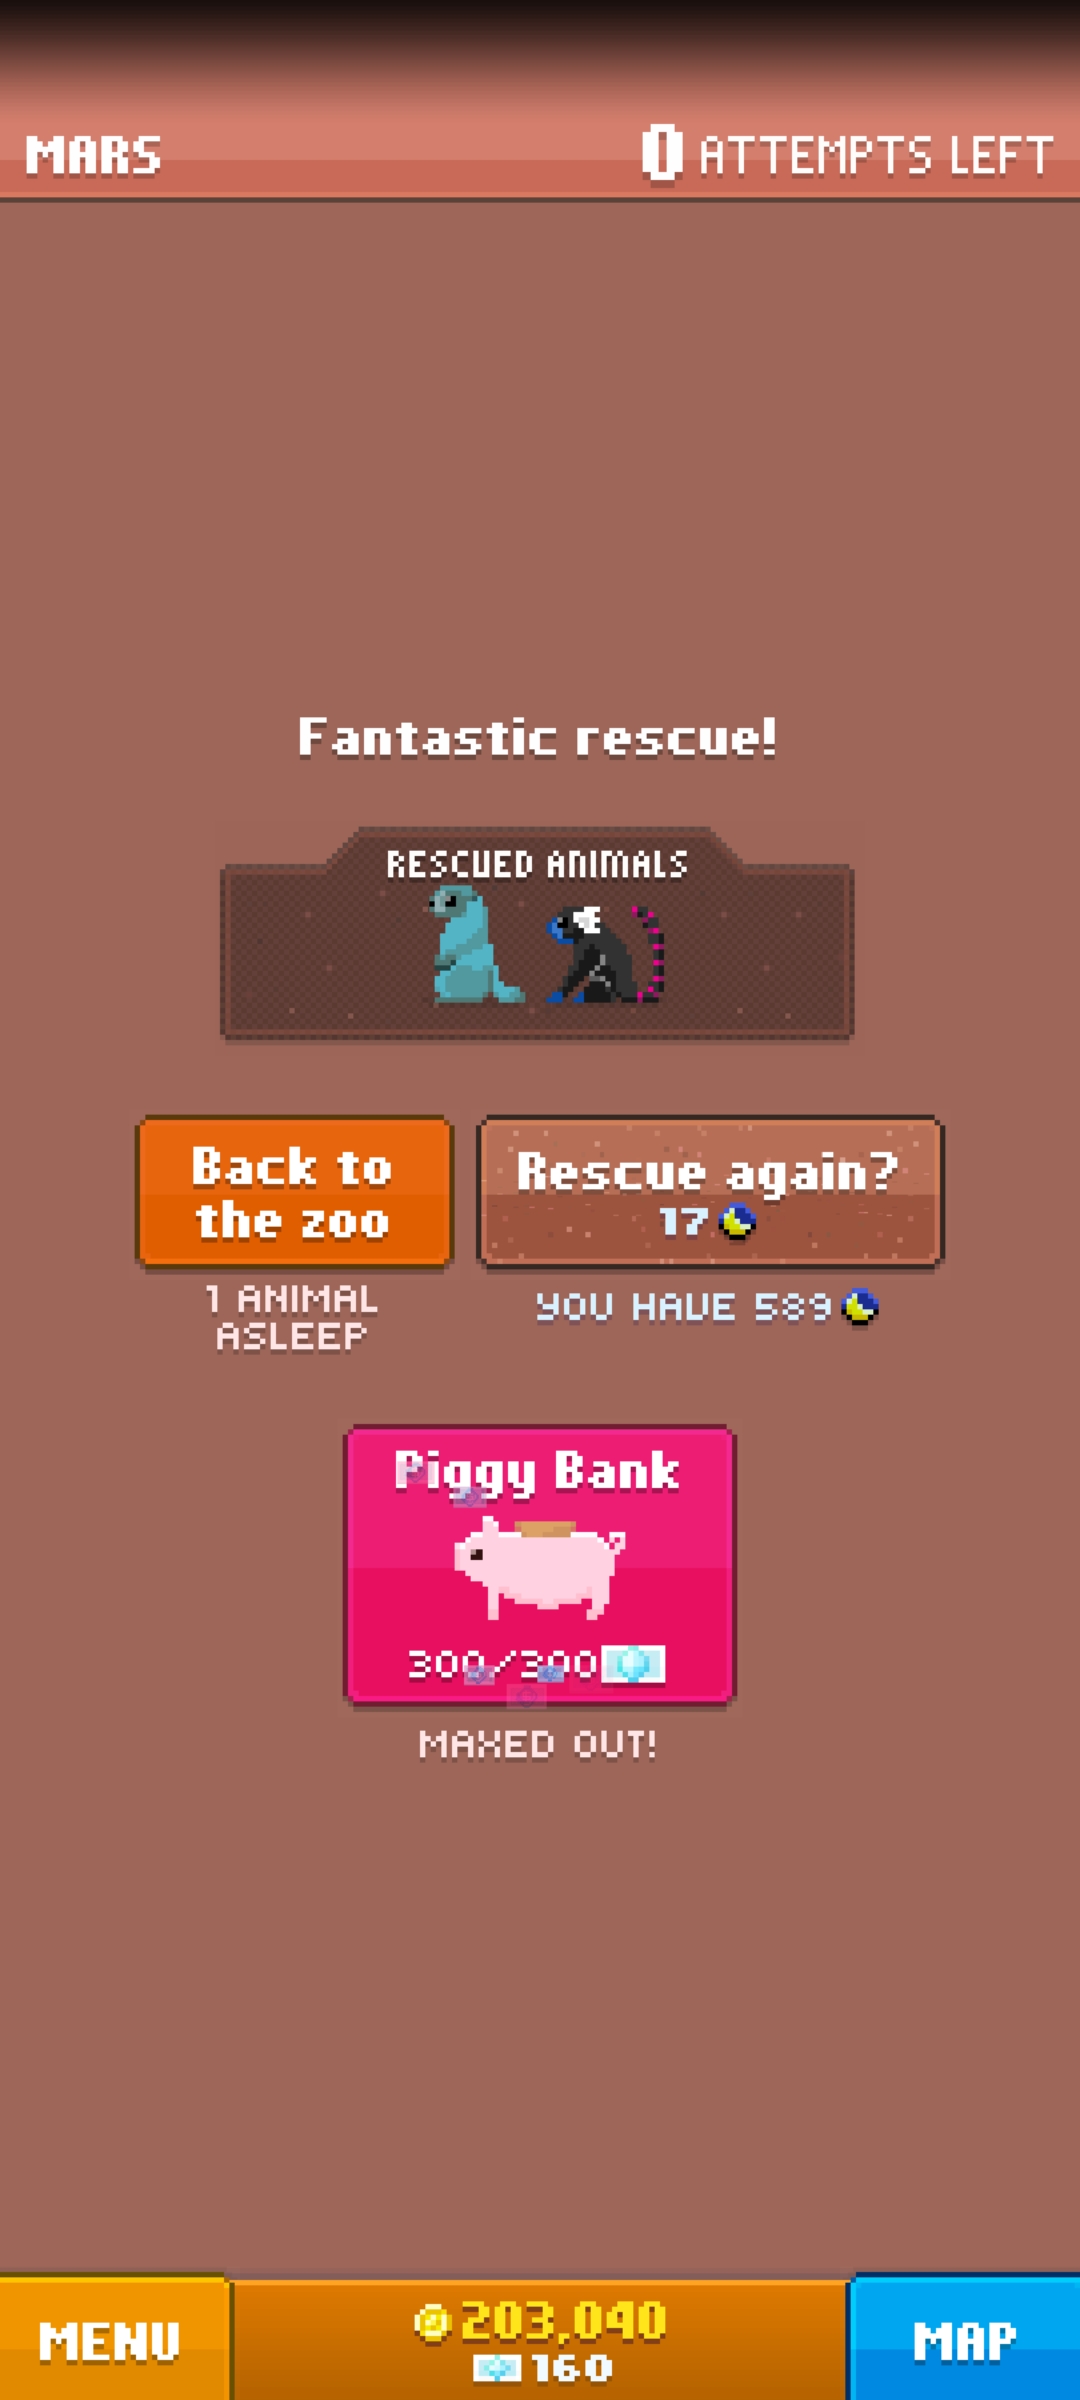 MARS
0 ATTEMPTS LEFT
Fantastic rescue!
RESCUED ANIMALS
Back to
the zoo
Rescue again?
17
1 ANIMAL
ASLEEP
YOU HAVE 589
Piggy Bank
300/300
MAXED OUT!
MENU
203,040
160
MAP